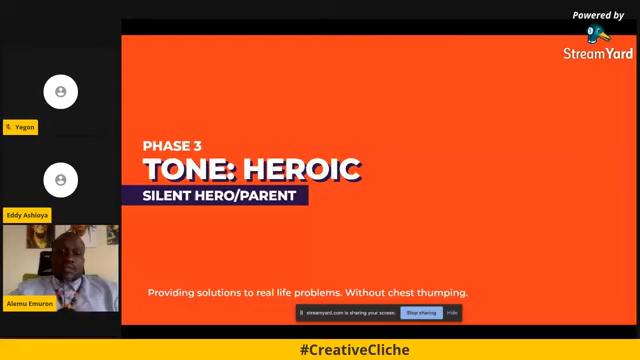 Powered by
StreamYard
Yegon
Eddy Ashioya
Alemu Emuron
PHASE 3
TONE: HEROIC
SILENT HERO/PARENT
Providing solutions to real life problems. Without chest thumping.
streamyard.com is sharing your screen.
Stop sharing
Hide
#CreativeCliche